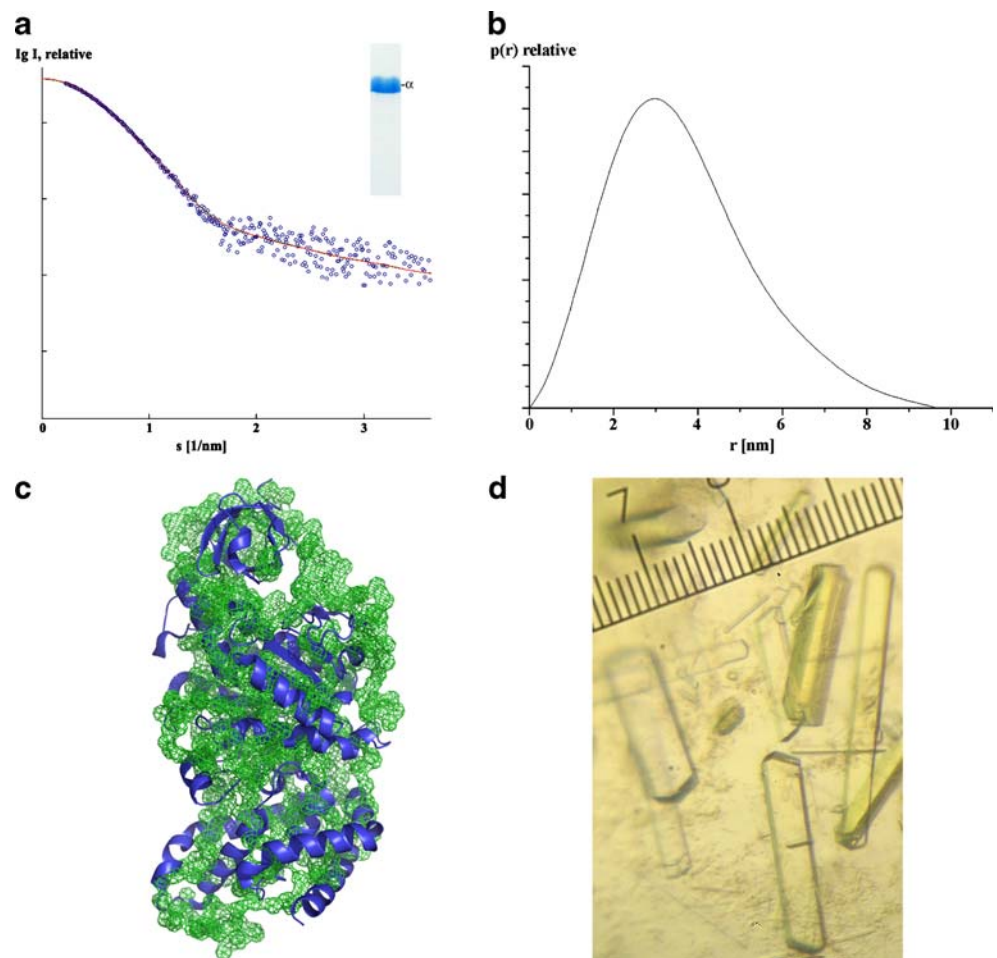 a
lg I, relative
-α
0 1 2 3
s [1/nm]
b
p(r) relative
0 2 4 6 8 10
r [nm]
c
d
7